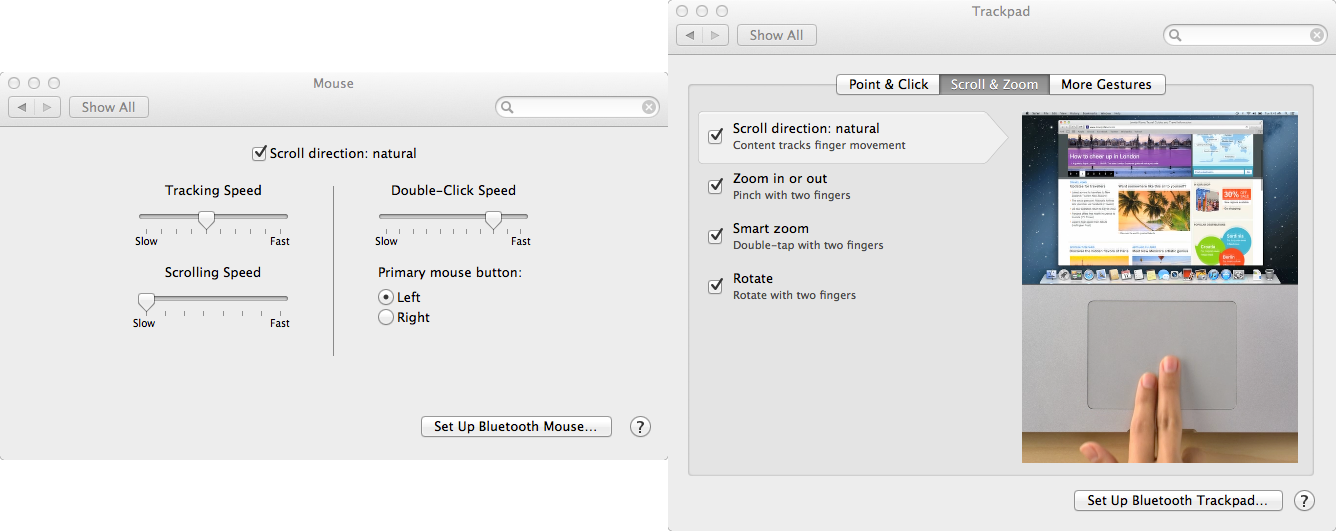 Mouse
Show All
Scroll direction: natural
Tracking Speed
Slow
Fast
Double-Click Speed
Slow
Fast
Scrolling Speed
Slow
Fast
Primary mouse button:
Left
Right
Set Up Bluetooth Mouse...
?
Trackpad
Show All
Point & Click
Scroll & Zoom
More Gestures
Scroll direction: natural
Content tracks finger movement
Zoom in or out
Pinch with two fingers
Smart zoom
Double-tap with two fingers
Rotate
Rotate with two fingers
How to cheer up in London
30%
Set Up Bluetooth Trackpad...
?